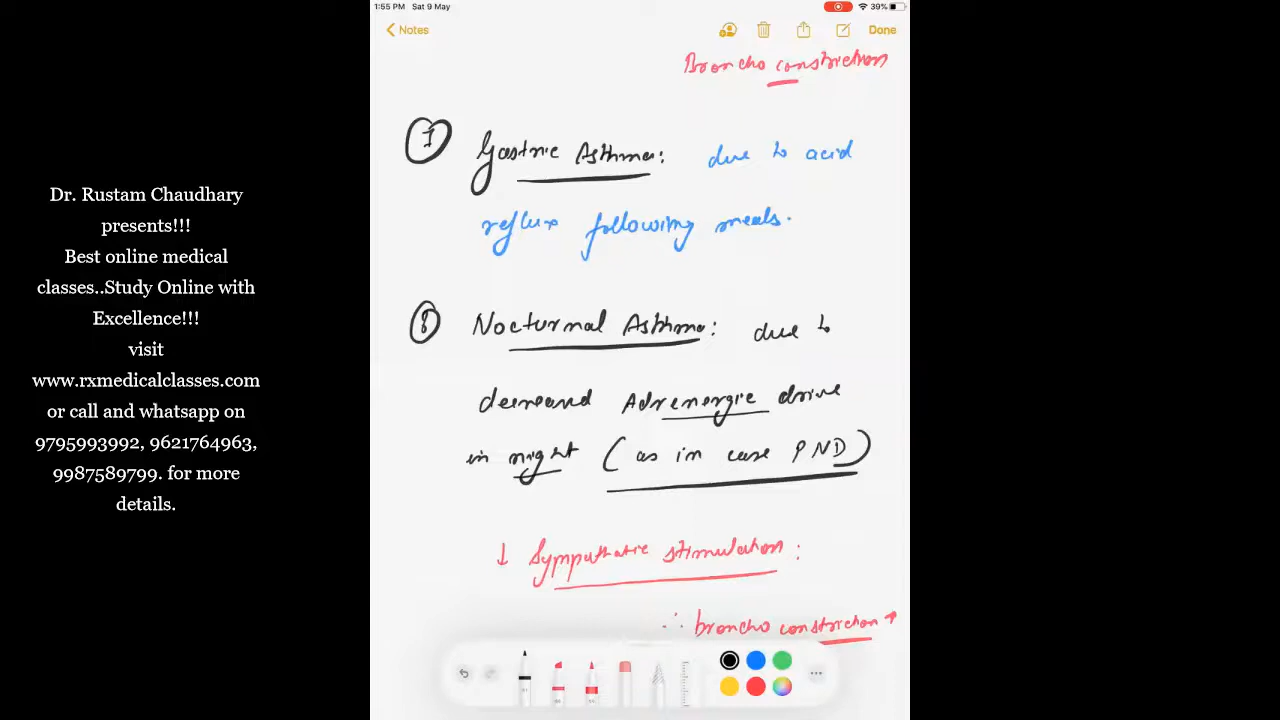 1:55 PM Sat 9 May
39%
Notes
Done
Broncho constriction
7 Gastric Asthma: due to acid
reflux following meals.
8 Nocturnal Asthma: due to
decreased Adrenergic drive
in night (as in case PND)
↓ Sympathatic stimulation:
∴ broncho constriction ↑
Dr. Rustam Chaudhary
presents!!!
Best online medical
classes..Study Online with
Excellence!!!
visit
www.rxmedicalclasses.com
or call and whatsapp on
9795993992, 9621764963,
9987589799. for more
details.